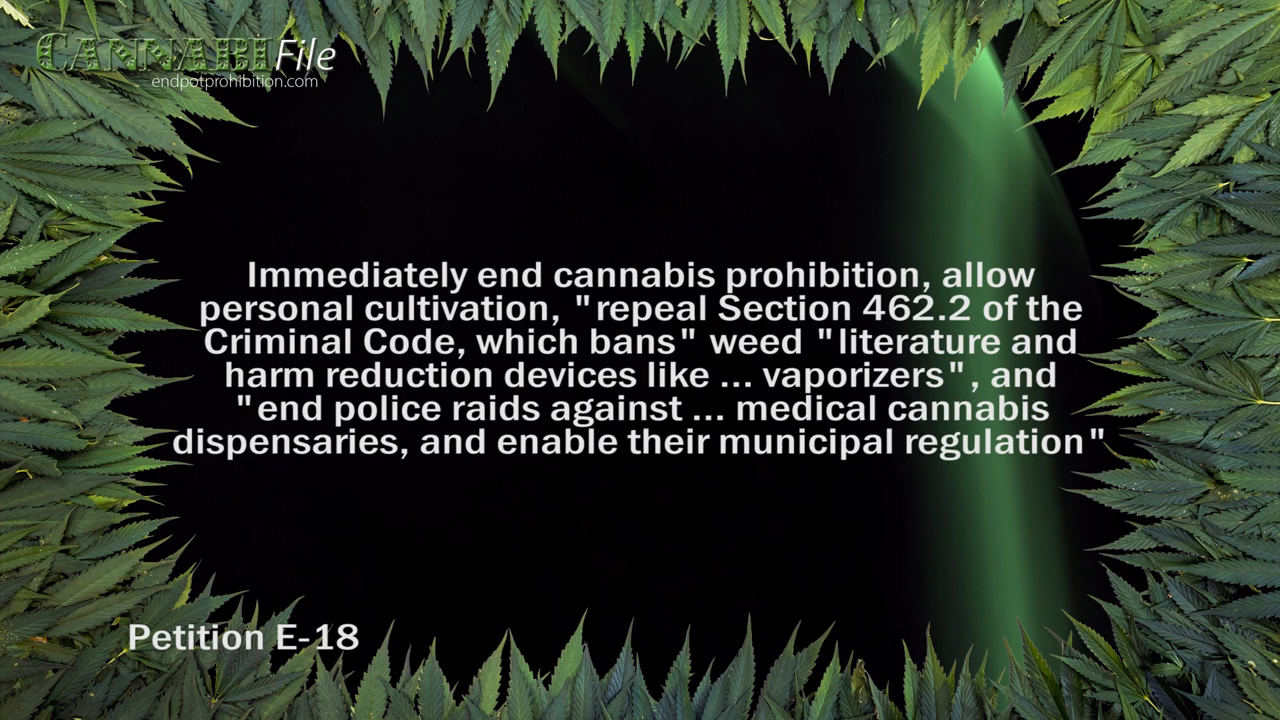 CANNABIFile
endpotprohibition.com
Immediately end cannabis prohibition, allow
personal cultivation, "repeal Section 462.2 of the
Criminal Code, which bans" weed "literature and
harm reduction devices like ... vaporizers", and
"end police raids against ... medical cannabis
dispensaries, and enable their municipal regulation"
Petition E-18